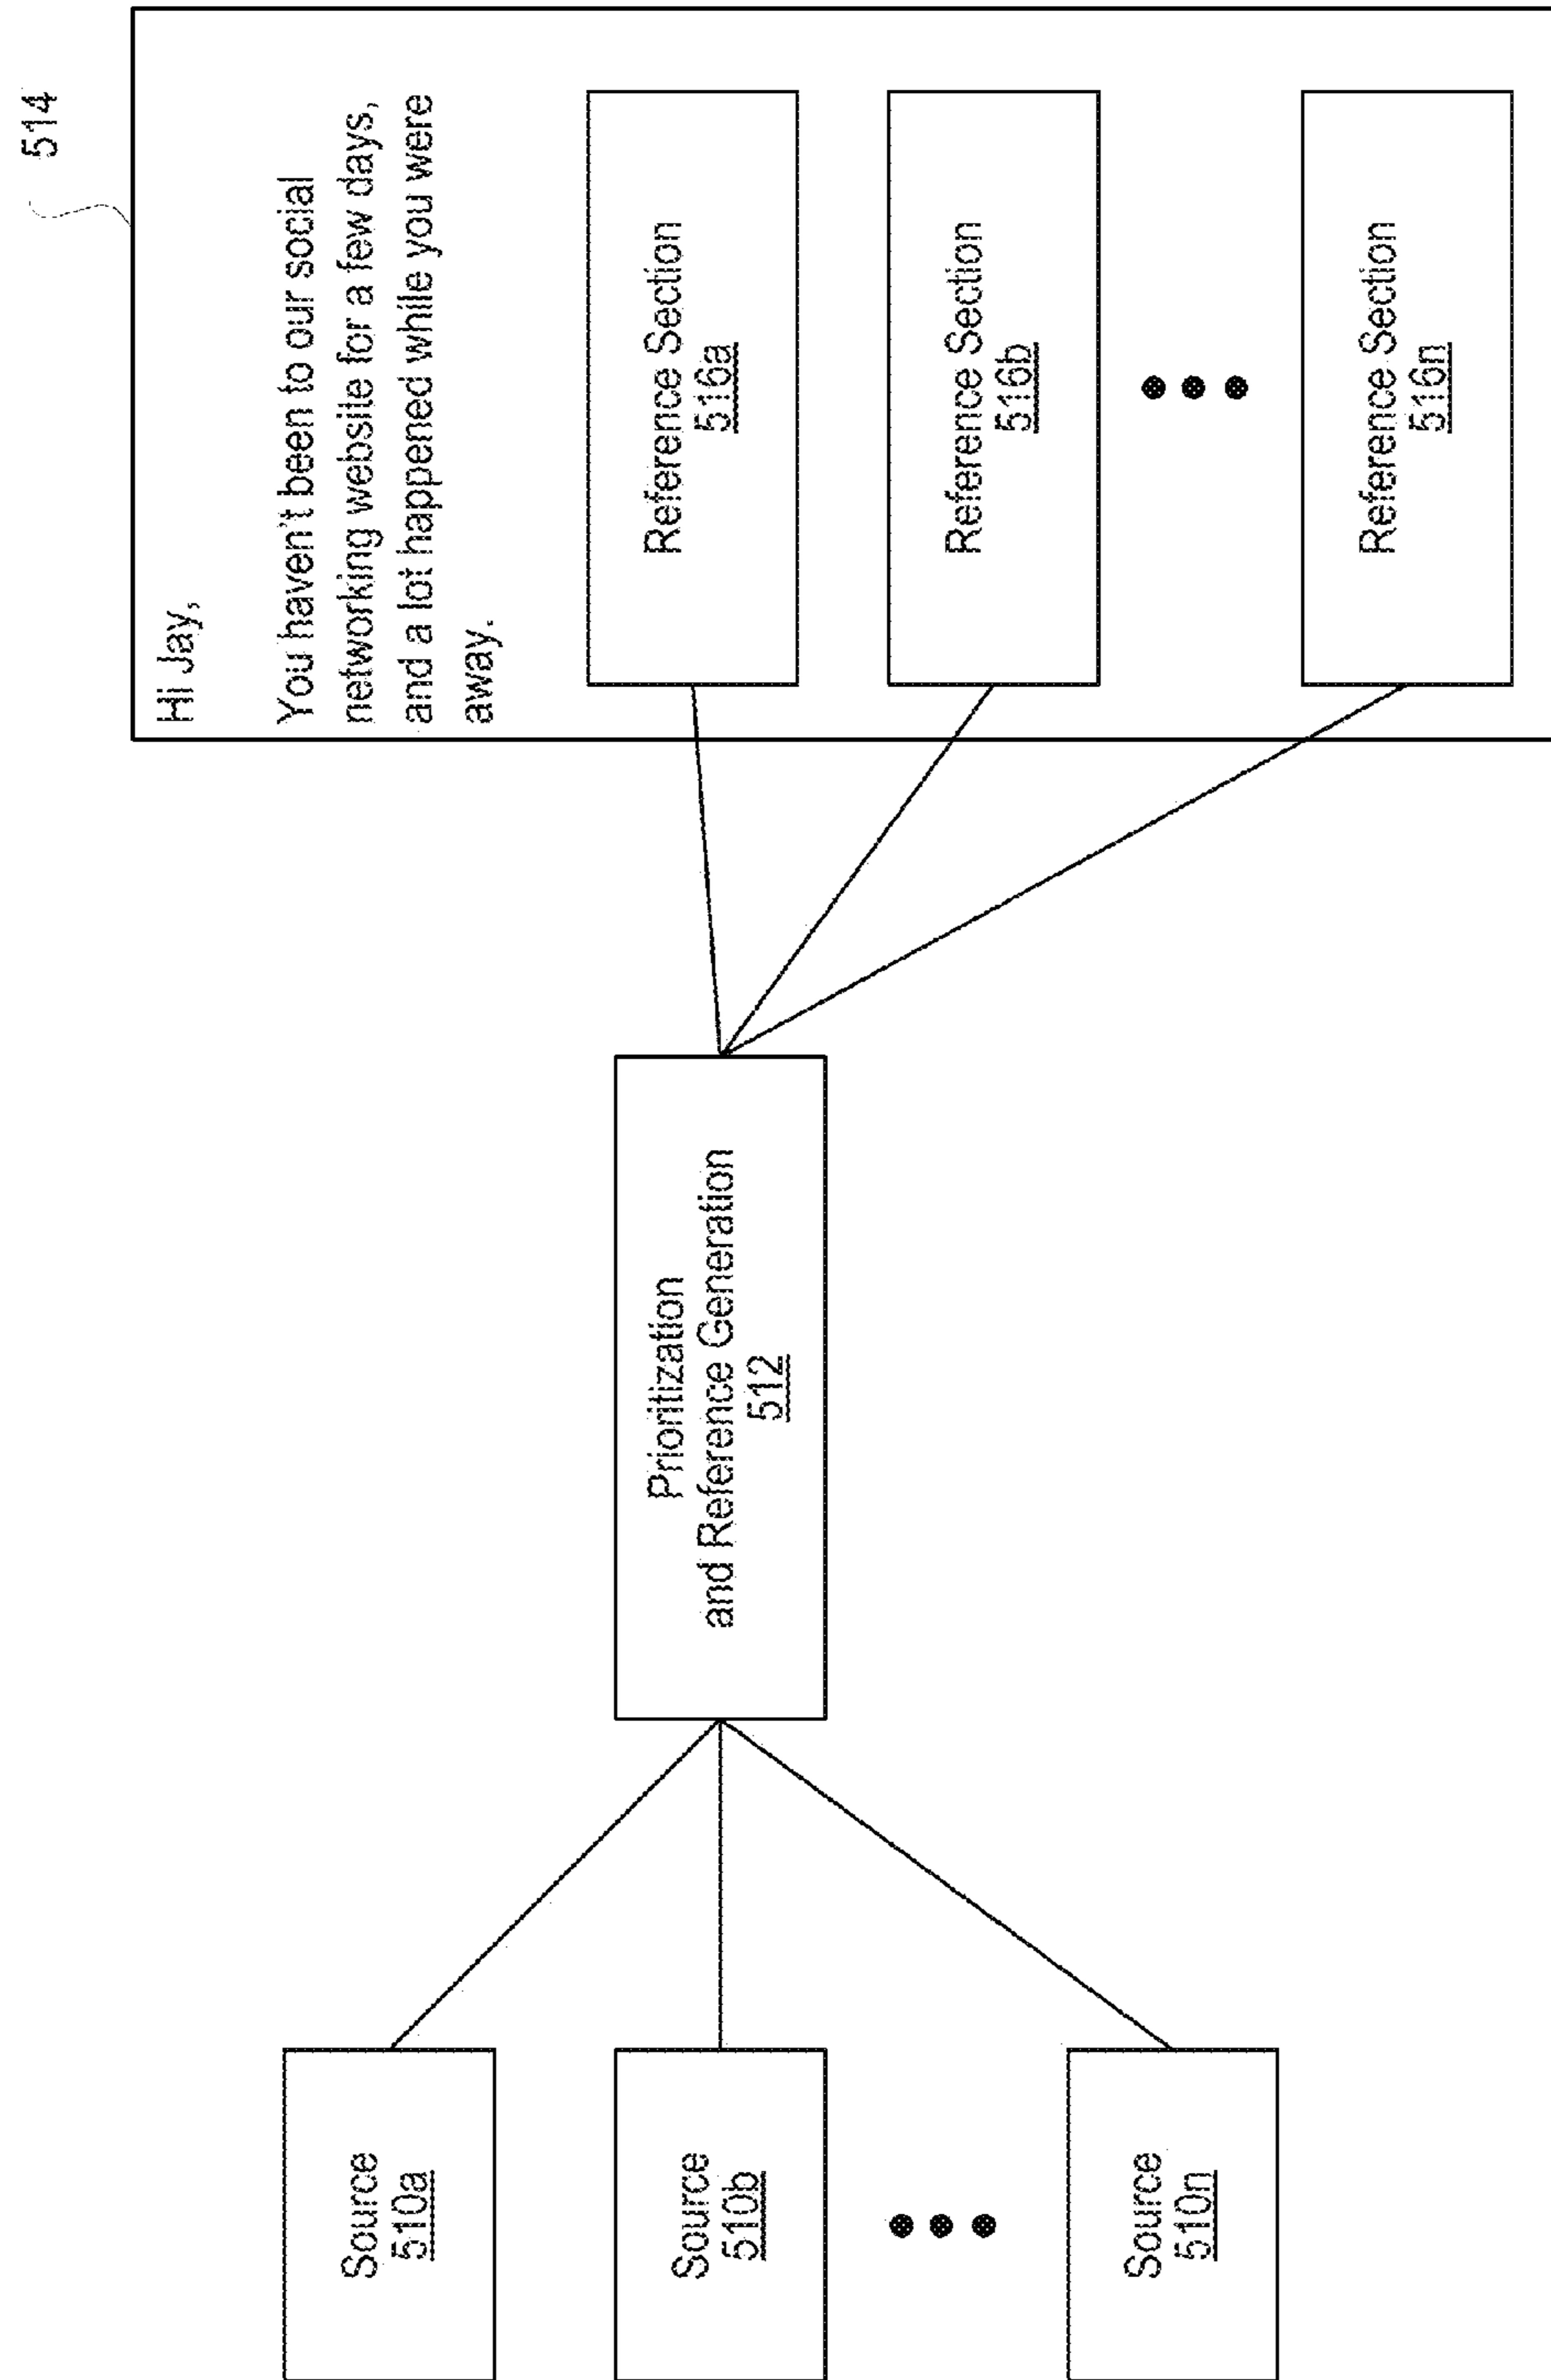 514
Hi Jay,
You haven't been to our social
networking website for a few days,
and a lot happened while you were
away.
Source
510a
Source
510b
Source
510n
Prioritization
and Reference Generation
512
Reference Section
516a
Reference Section
516b
Reference Section
516n